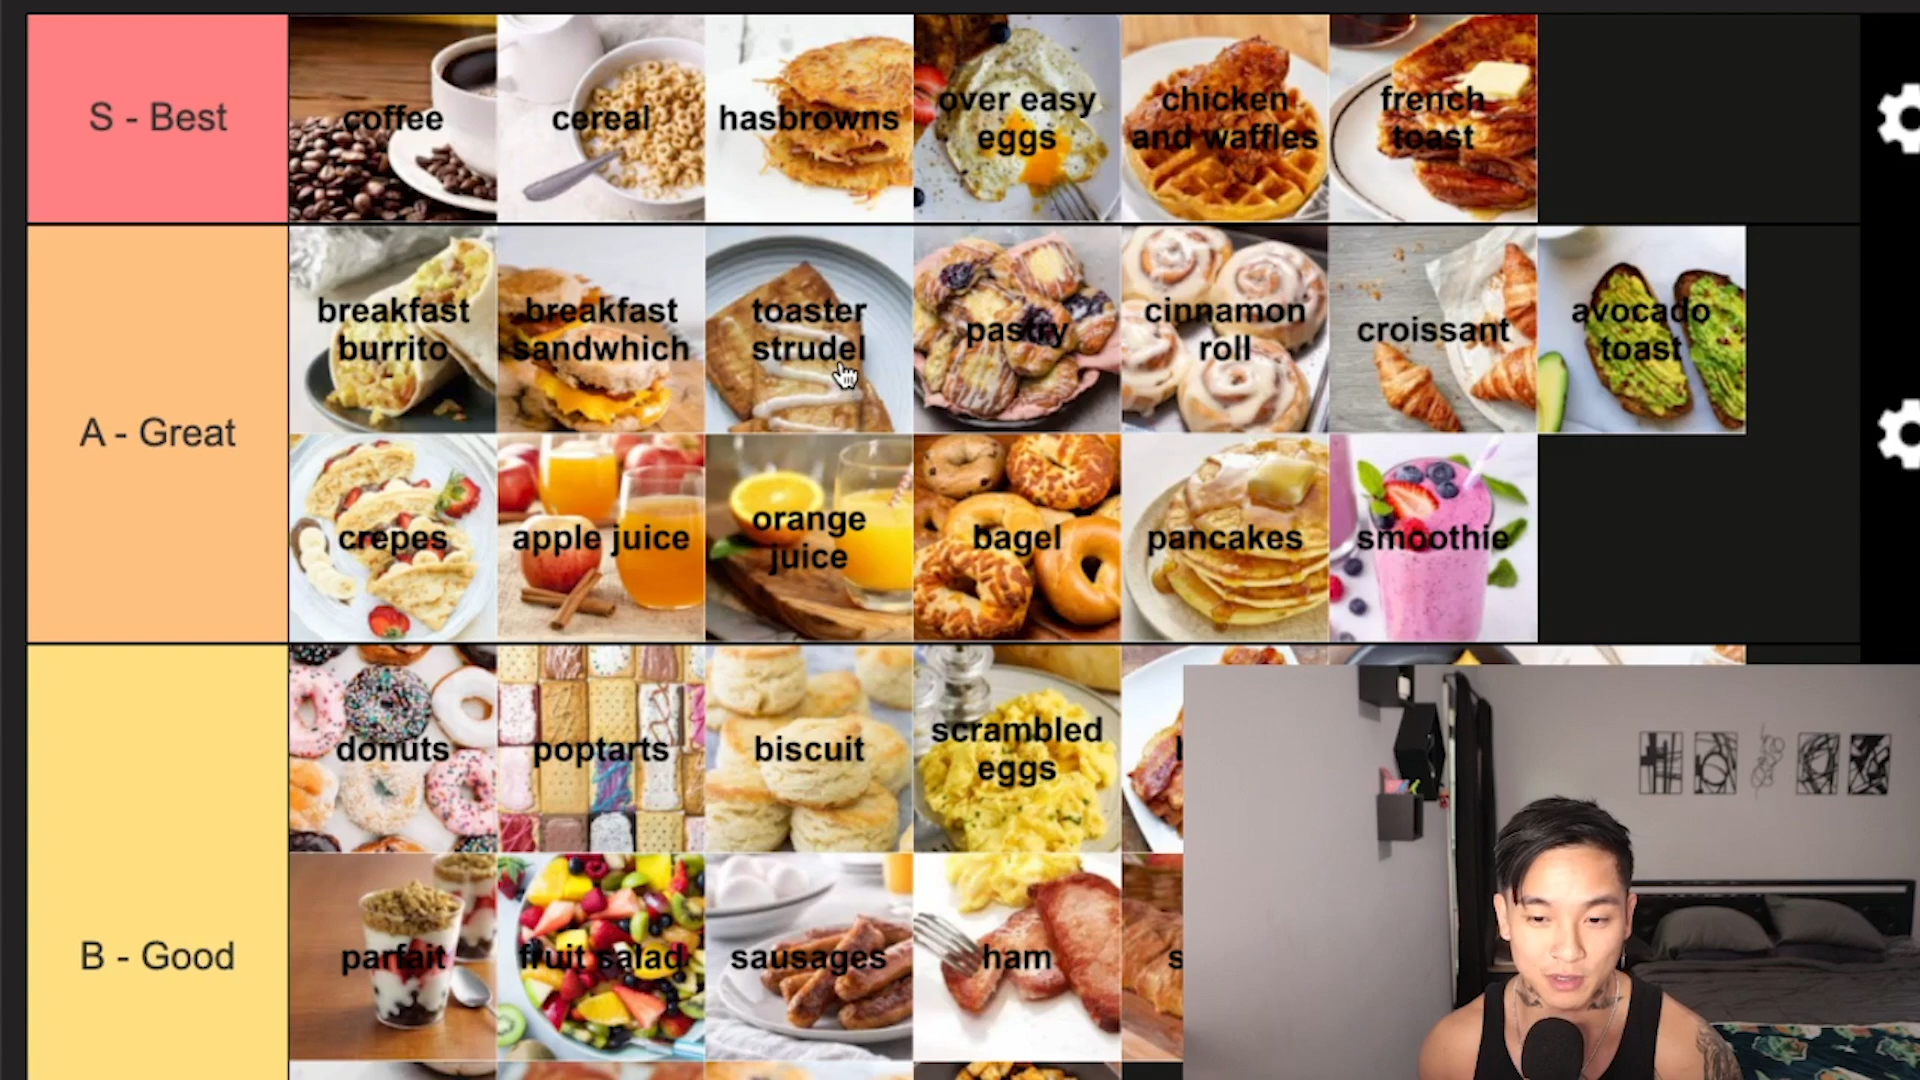 S - Best
coffee
cereal
hasbrowns
over easy
eggs
chicken
and waffles
french
toast
A - Great
breakfast
burrito
breakfast
sandwhich
toaster
strudel
pastry
cinnamon
roll
croissant
avocado
toast
crepes
apple juice
orange
juice
bagel
pancakes
smoothie
B - Good
donuts
poptarts
biscuit
scrambled
eggs
parfait
fruit salad
sausages
ham